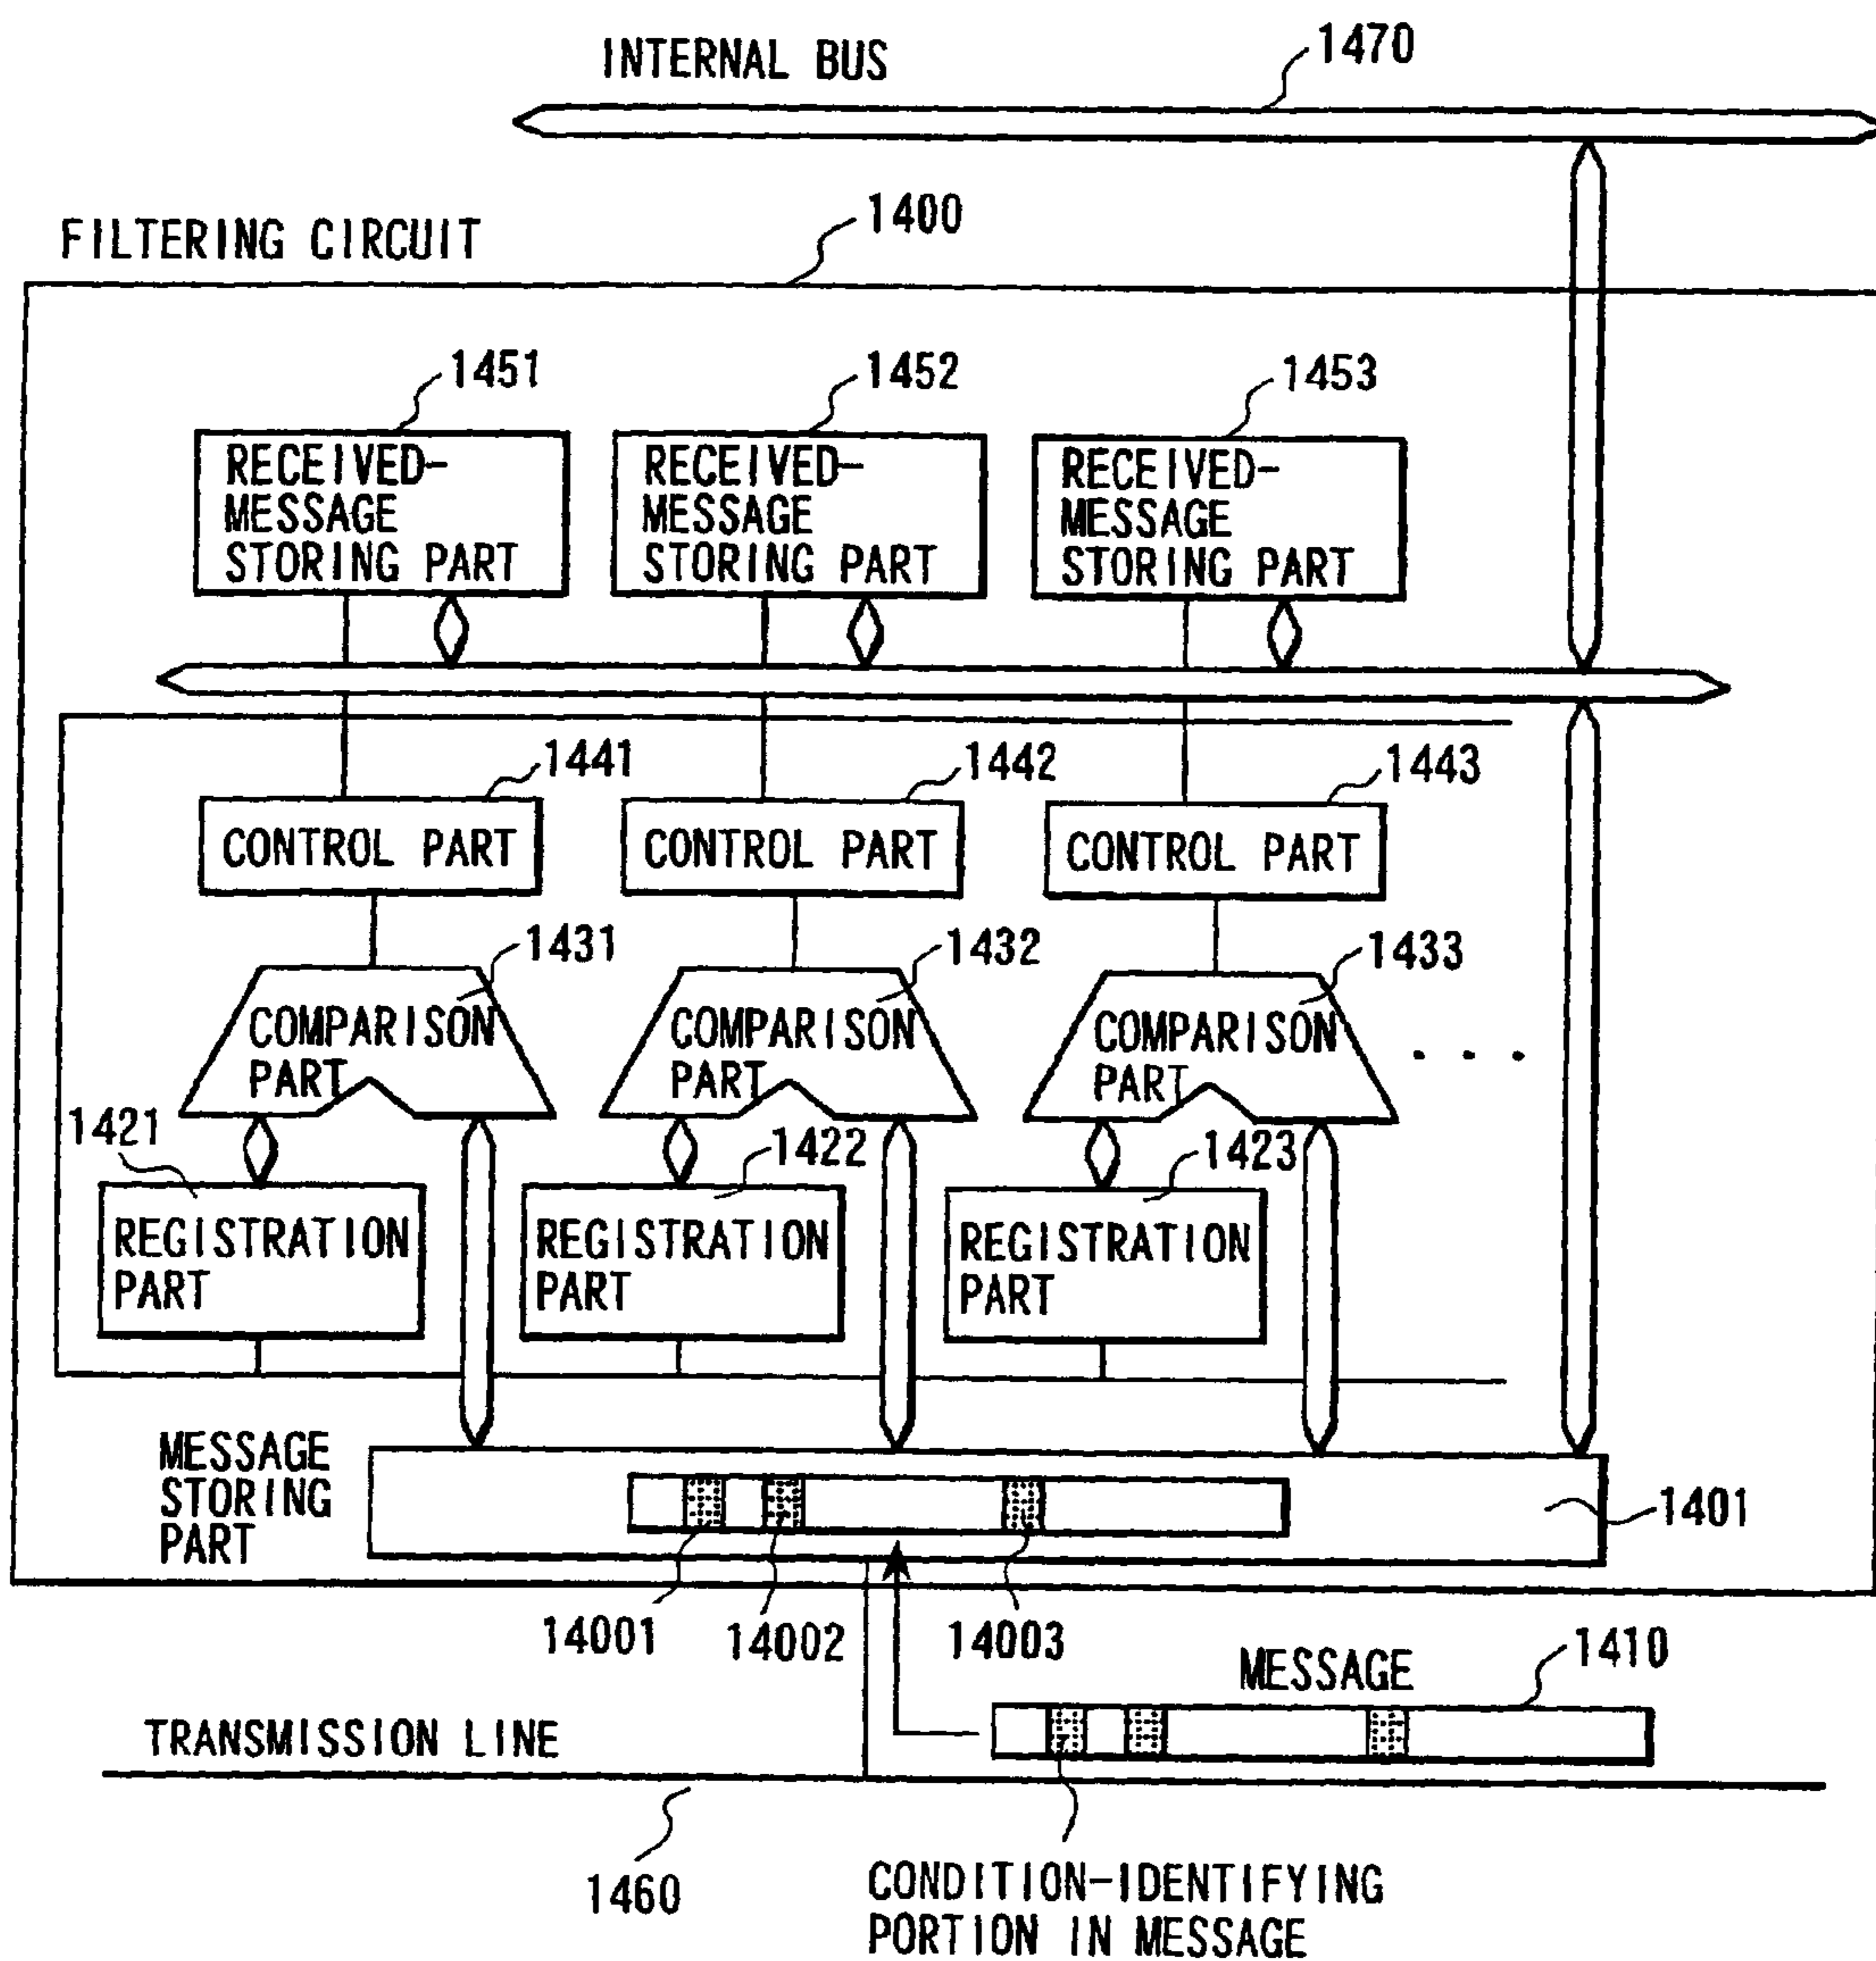 INTERNAL BUS
1470
FILTERING CIRCUIT
1400
1451
1452
1453
RECEIVED-
MESSAGE
STORING PART
RECEIVED-
MESSAGE
STORING PART
RECEIVED-
MESSAGE
STORING PART
1441
1442
1443
CONTROL PART
CONTROL PART
CONTROL PART
1431
1432
1433
COMPARISON
PART
COMPARISON
PART
COMPARISON
PART
. . .
1421
1422
1423
REGISTRATION
PART
REGISTRATION
PART
REGISTRATION
PART
MESSAGE
STORING
PART
1401
14001
14002
14003
MESSAGE
1410
TRANSMISSION LINE
1460
CONDITION-IDENTIFYING
PORTION IN MESSAGE